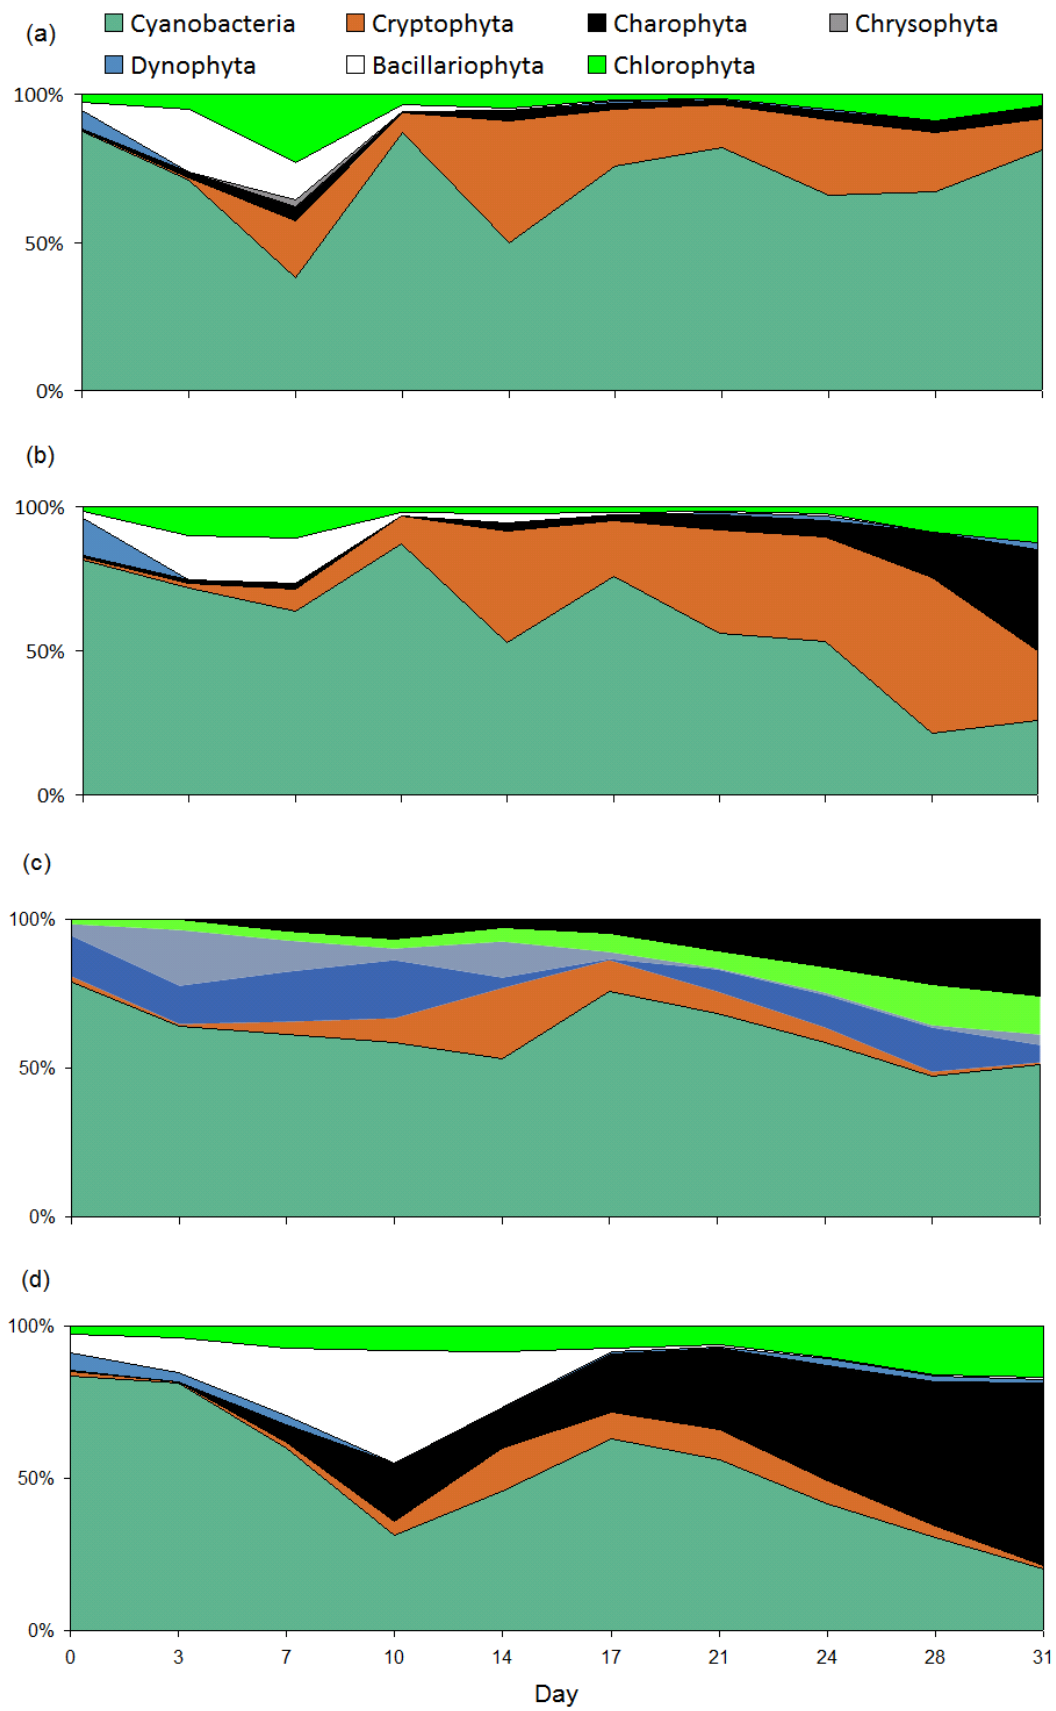 (a)
Cyanobacteria Cryptophyta Charophyta Chrysophyta
Dynophyta Bacillariophyta Chlorophyta
100%
50%
0%
(b)
100%
50%
0%
(c)
100%
50%
0%
(d)
100%
50%
0%
0 3 7 10 14 17 21 24 28 31
Day